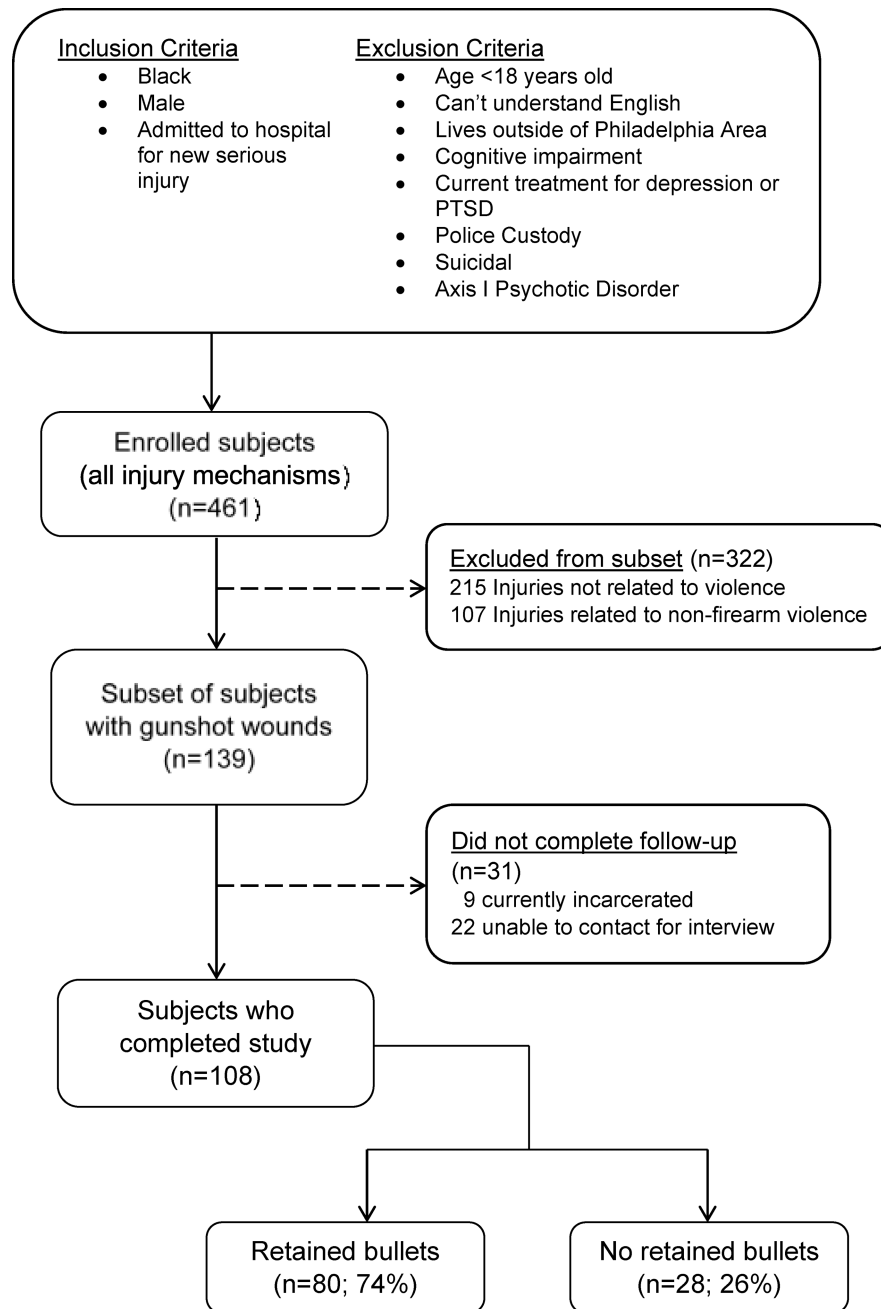 Inclusion Criteria
• Black
• Male
• Admitted to hospital
for new serious
injury
Exclusion Criteria
• Age <18 years old
• Can't understand English
• Lives outside of Philadelphia Area
• Cognitive impairment
• Current treatment for depression or
PTSD
• Police Custody
• Suicidal
• Axis I Psychotic Disorder
Enrolled subjects
(all injury mechanisms)
(n=461)
Excluded from subset (n=322)
215 Injuries not related to violence
107 Injuries related to non-firearm violence
Subset of subjects
with gunshot wounds
(n=139)
Did not complete follow-up
(n=31)
9 currently incarcerated
22 unable to contact for interview
Subjects who
completed study
(n=108)
Retained bullets
(n=80; 74%)
No retained bullets
(n=28; 26%)